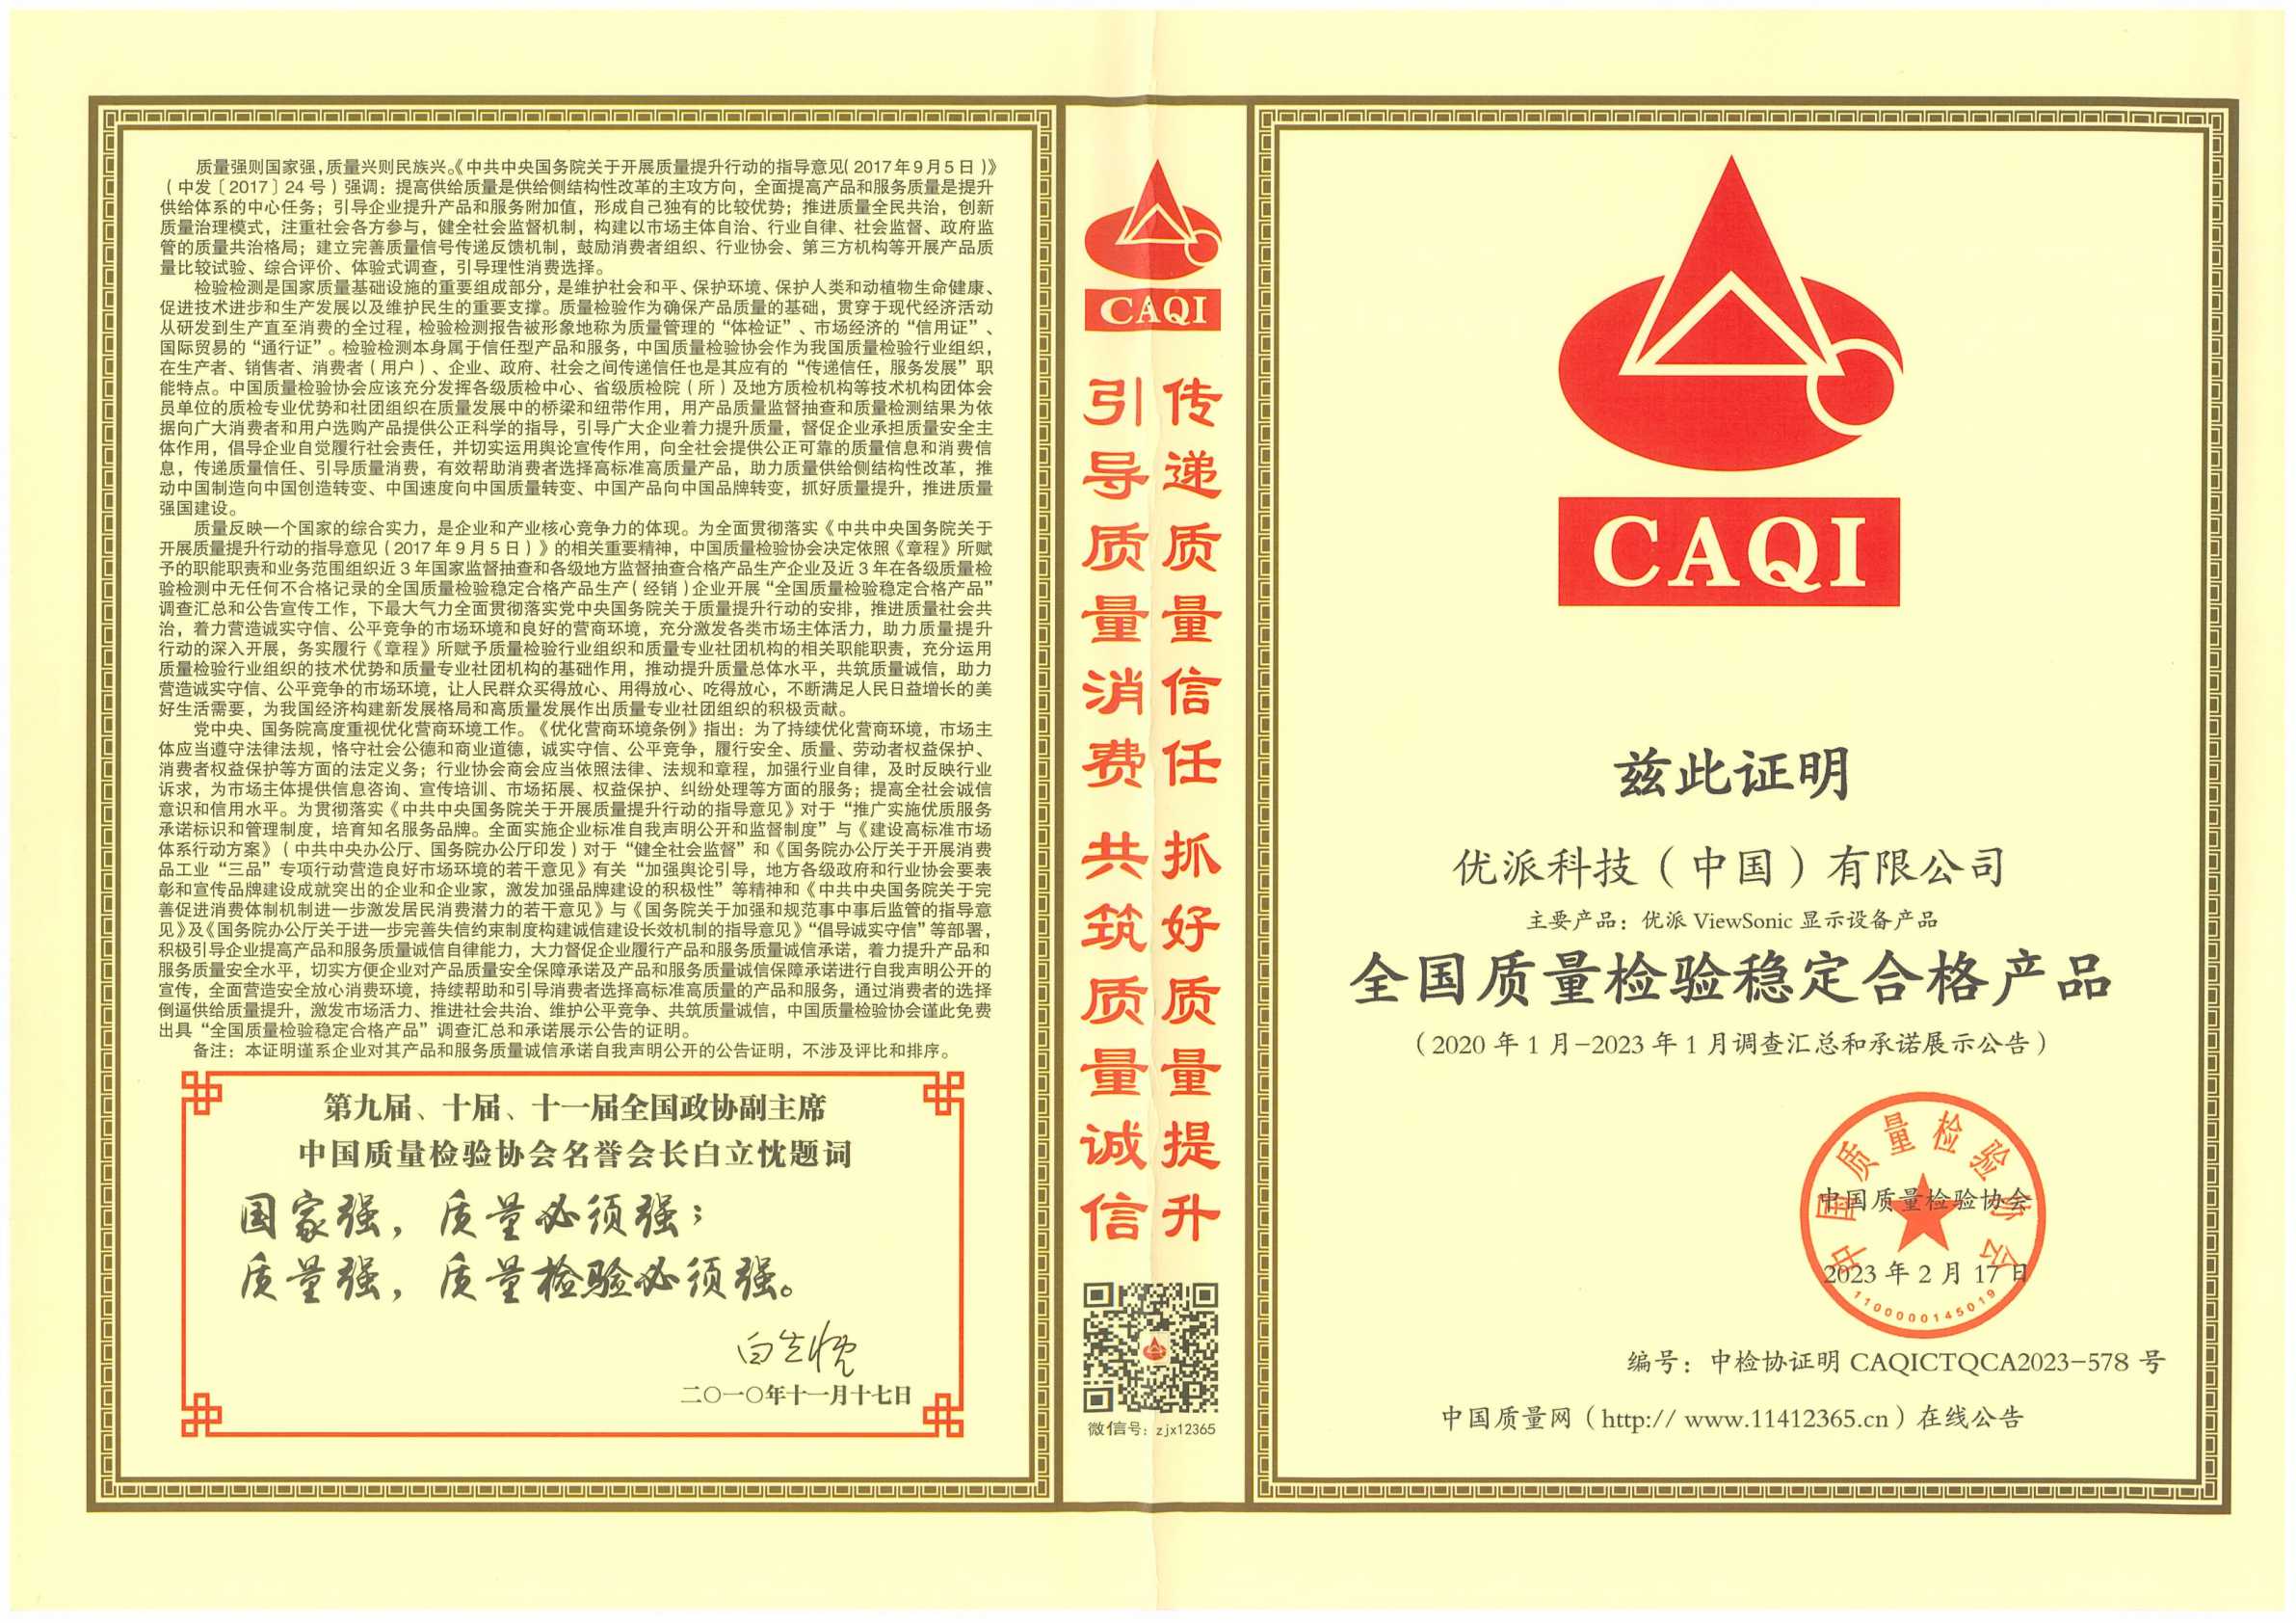 质量强则国家强，质量兴则民族兴。《中共中央国务院关于开展质量提升行动的指导意见（2017年9月5日）》
（中发〔2017〕24号）强调：提高供给质量是供给侧结构性改革的主攻方向，全面提高产品和服务质量是提升
供给体系的中心任务；引导企业提升产品和服务附加值，形成自己独有的比较优势；推进质量全民共治，创新
质量治理模式，注重社会各方参与，健全社会监督机制，构建以市场主体自治、行业自律、社会监督、政府监
管的质量共治格局；建立完善质量信号传递反馈机制，鼓励消费者组织、行业协会、第三方机构等开展产品质
量比较试验、综合评价、体验式调查，引导理性消费选择。
检验检测是国家质量基础设施的重要组成部分，是维护社会和平、保护环境、保护人类和动植物生命健康、
促进技术进步和生产发展以及维护民生的重要支撑。质量检验作为确保产品质量的基础，贯穿于现代经济活动
从研发到生产直至消费的全过程，检验检测报告被形象地称为质量管理的“体检证”、市场经济的“信用证”、
国际贸易的“通行证”。检验检测本身属于信任型产品和服务，中国质量检验协会作为我国质量检验行业组织，
在生产者、销售者、消费者（用户）、企业、政府、社会之间传递信任也是其应有的“传递信任，服务发展”职
能特点。中国质量检验协会应该充分发挥各级质检中心、省级质检院（所）及地方质检机构等技术机构团体会
员单位的质检专业优势和社团组织在质量发展中的桥梁和纽带作用，用产品质量监督抽查和质量检测结果为依
据向广大消费者和用户选购产品提供公正科学的指导，引导广大企业着力提升质量，督促企业承担质量安全主
体作用，倡导企业自觉履行社会责任，并切实运用舆论宣传作用，向全社会提供公正可靠的质量信息和消费信
息，传递质量信任、引导质量消费，有效帮助消费者选择高标准高质量产品，助力质量供给侧结构性改革，推
动中国制造向中国创造转变、中国速度向中国质量转变、中国产品向中国品牌转变，抓好质量提升，推进质量
强国建设。
质量反映一个国家的综合实力，是企业和产业核心竞争力的体现。为全面贯彻落实《中共中央国务院关于
开展质量提升行动的指导意见（2017年9月5日）》的相关重要精神，中国质量检验协会决定依照《章程》所赋
予的职能职责和业务范围组织近3年国家监督抽查和各级地方监督抽查合格产品生产企业及近3年在各级质量检
验检测中无任何不合格记录的全国质量检验稳定合格产品生产（经销）企业开展“全国质量检验稳定合格产品”
调查汇总和公告宣传工作，下最大气力全面贯彻落实党中央国务院关于质量提升行动的安排，推进质量社会共
治，着力营造诚实守信、公平竞争的市场环境和良好的营商环境，充分激发各类市场主体活力，助力质量提升
行动的深入开展，务实履行《章程》所赋予质量检验行业组织和质量专业社团机构的相关职能职责，充分运用
质量检验行业组织的技术优势和质量专业社团机构的基础作用，推动提升质量总体水平，共筑质量诚信，助力
营造诚实守信、公平竞争的市场环境，让人民群众买得放心、用得放心、吃得放心，不断满足人民日益增长的美
好生活需要，为我国经济构建新发展格局和高质量发展作出质量专业社团组织的积极贡献。
党中央、国务院高度重视优化营商环境工作。《优化营商环境条例》指出：为了持续优化营商环境，市场主
体应当遵守法律法规，恪守社会公德和商业道德，诚实守信、公平竞争，履行安全、质量、劳动者权益保护、
消费者权益保护等方面的法定义务；行业协会商会应当依照法律、法规和章程，加强行业自律，及时反映行业
诉求，为市场主体提供信息咨询、宣传培训、市场拓展、权益保护、纠纷处理等方面的服务；提高全社会诚信
意识和信用水平。为贯彻落实《中共中央国务院关于开展质量提升行动的指导意见》对于“推广实施优质服务
承诺标识和管理制度，培育知名服务品牌。全面实施企业标准自我声明公开和监督制度”与《建设高标准市场
体系行动方案》（中共中央办公厅、国务院办公厅印发）对于“健全社会监督”和《国务院办公厅关于开展消费
品工业“三品”专项行动营造良好市场环境的若干意见》有关“加强舆论引导，地方各级政府和行业协会要表
彰和宣传品牌建设成就突出的企业和企业家，激发加强品牌建设的积极性”等精神和《中共中央国务院关于完
善促进消费体制机制进一步激发居民消费潜力的若干意见》与《国务院关于加强和规范事中事后监管的指导意
见》及《国务院办公厅关于进一步完善失信约束制度构建诚信建设长效机制的指导意见》“倡导诚实守信”等部署，
积极引导企业提高产品和服务质量诚信自律能力，大力督促企业履行产品和服务质量诚信承诺，着力提升产品和
服务质量安全水平，切实方便企业对产品质量安全保障承诺及产品和服务质量诚信保障承诺进行自我声明公开的
宣传，全面营造安全放心消费环境，持续帮助和引导消费者选择高标准高质量的产品和服务，通过消费者的选择
倒逼供给质量提升，激发市场活力、推进社会共治、维护公平竞争、共筑质量诚信，中国质量检验协会谨此免费
出具“全国质量检验稳定合格产品”调查汇总和承诺展示公告的证明。
备注：本证明谨系企业对其产品和服务质量诚信承诺自我声明公开的公告证明，不涉及评比和排序。
第九届、十届、十一届全国政协副主席
中国质量检验协会名誉会长白立忱题词
国家强，质量必须强；
质量强，质量检验必须强。
白立忱
二〇一〇年十一月十七日
CAQI
传递质量信任 抓好质量提升
引导质量消费 共筑质量诚信
微信号：zjx12365
CAQI
兹此证明
优派科技（中国）有限公司
主要产品：优派 ViewSonic 显示设备产品
全国质量检验稳定合格产品
（2020年1月-2023年1月调查汇总和承诺展示公告）
中国质量检验协会
中国质量检验协会
2023年2月17日
1100000145019
编号：中检协证明 CAQICTQCA2023-578 号
中国质量网（http:// www.11412365.cn）在线公告